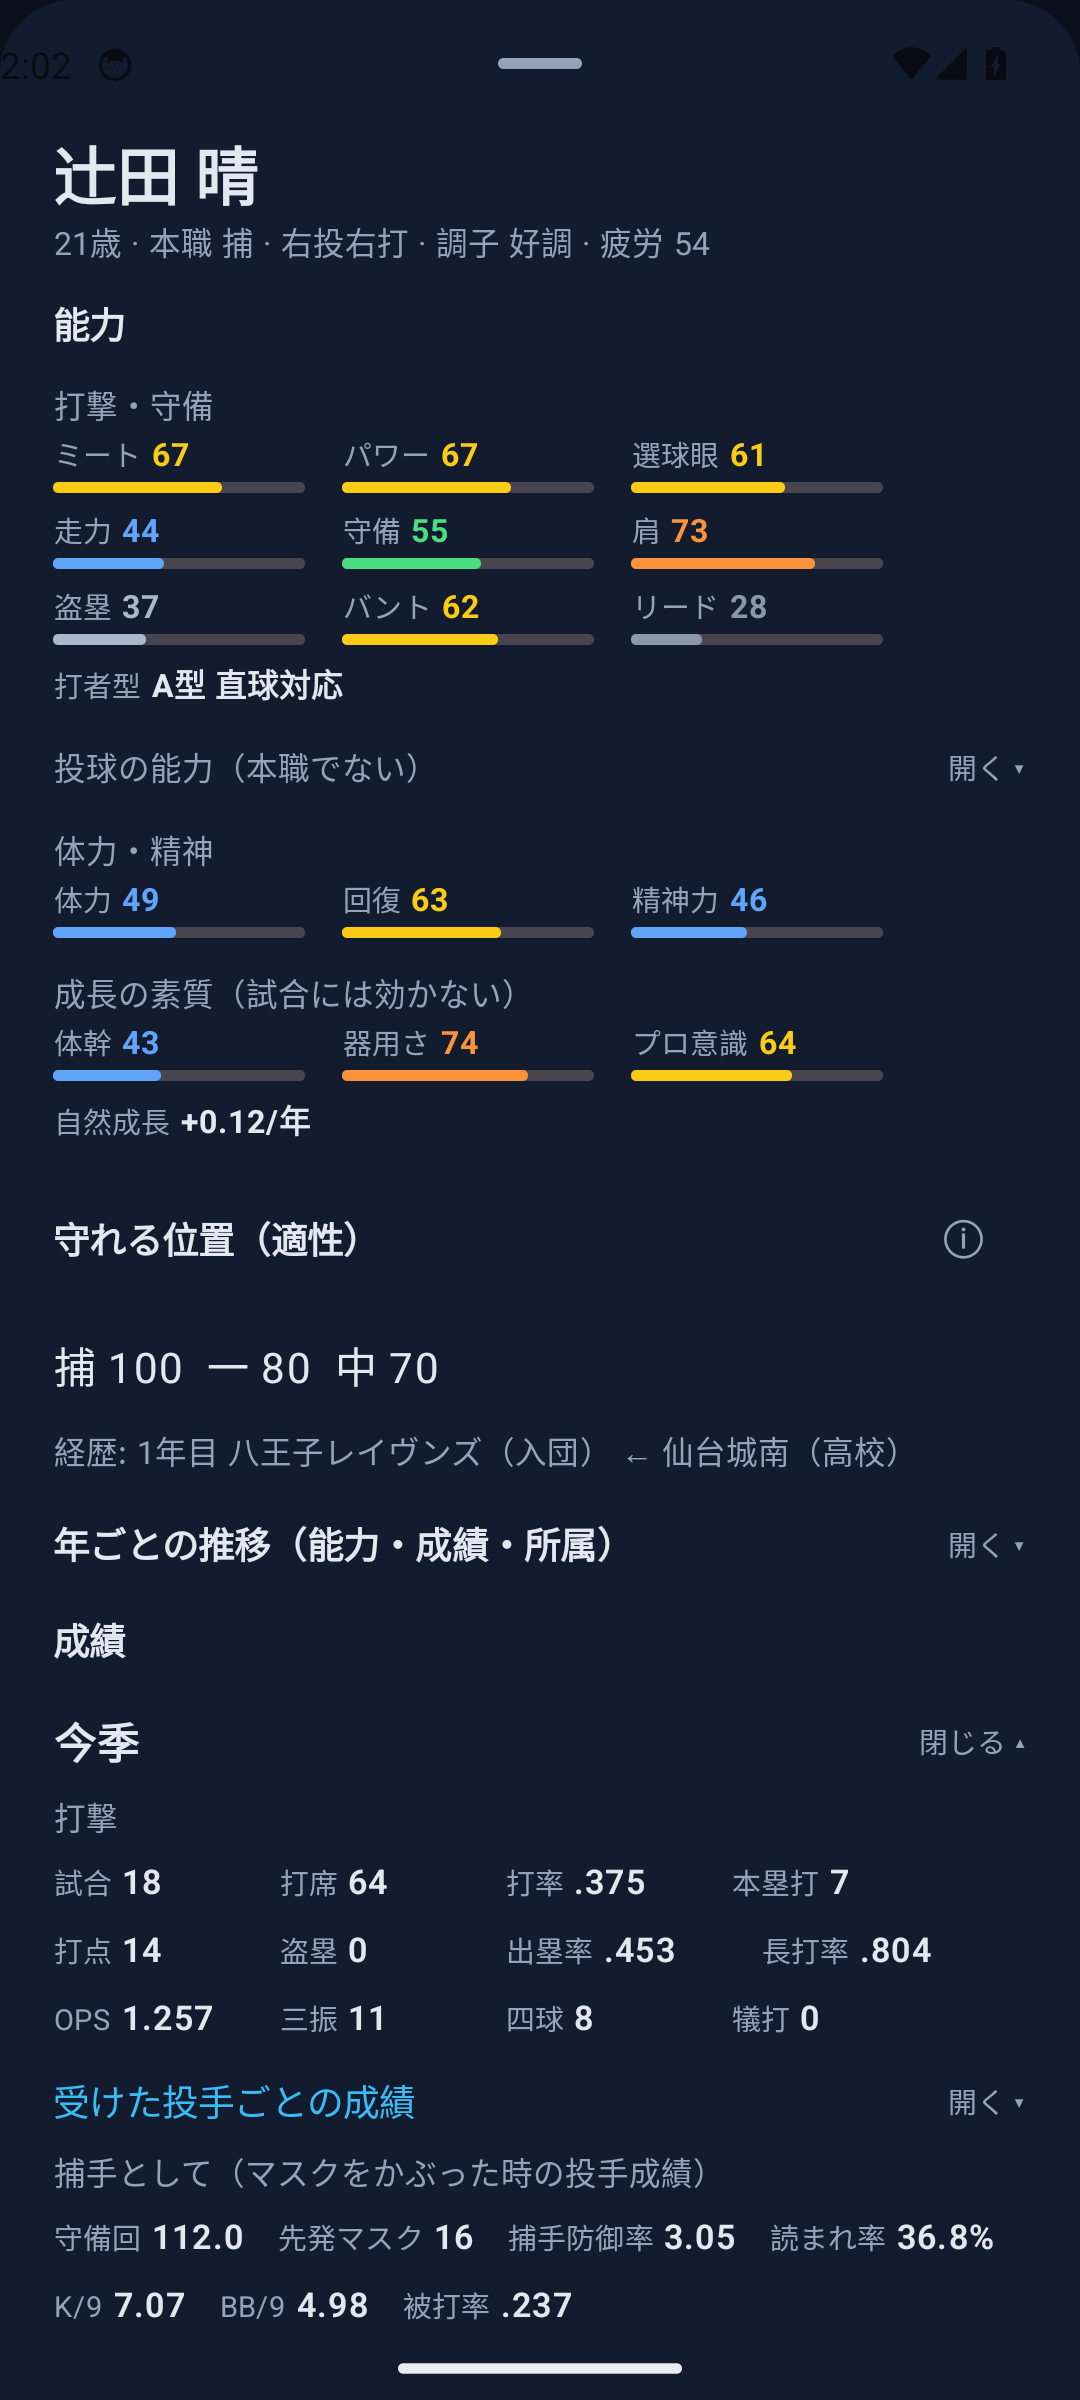 2:02
辻田 晴
21歳 · 本職 捕 · 右投右打 · 調子 好調 · 疲労 54
能力
打撃・守備
ミート 67 パワー 67 選球眼 61
走力 44 守備 55 肩 73
盗塁 37 バント 62 リード 28
打者型 A型 直球対応
投球の能力（本職でない） 開く ▾
体力・精神
体力 49 回復 63 精神力 46
成長の素質（試合には効かない）
体幹 43 器用さ 74 プロ意識 64
自然成長 +0.12/年
守れる位置（適性） ⓘ
捕 100 一 80 中 70
経歴: 1年目 八王子レイヴンズ（入団） ← 仙台城南（高校）
年ごとの推移（能力・成績・所属） 開く ▾
成績
今季 閉じる ▴
打撃
試合 18 打席 64 打率 .375 本塁打 7
打点 14 盗塁 0 出塁率 .453 長打率 .804
OPS 1.257 三振 11 四球 8 犠打 0
受けた投手ごとの成績 開く ▾
捕手として（マスクをかぶった時の投手成績）
守備回 112.0 先発マスク 16 捕手防御率 3.05 読まれ率 36.8%
K/9 7.07 BB/9 4.98 被打率 .237